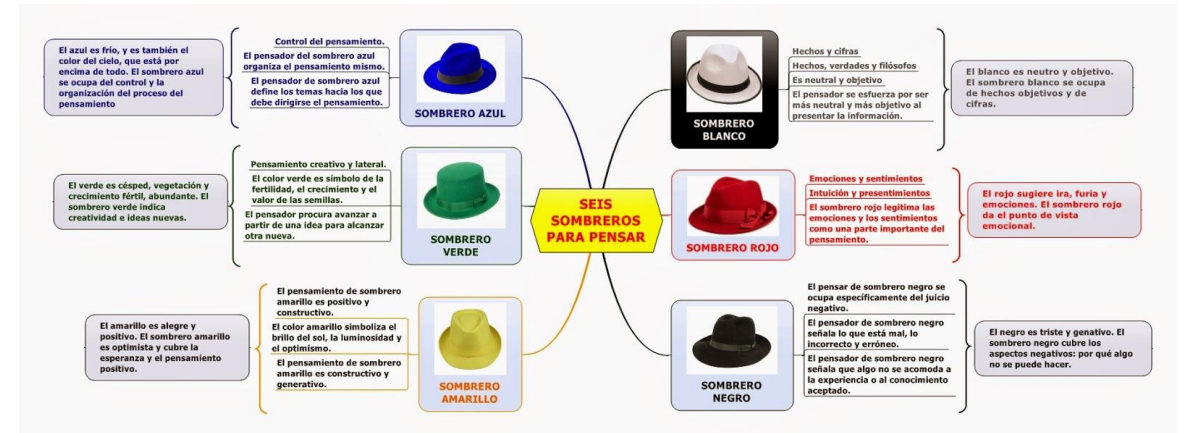 El azul es frío, y es también el
color del cielo, que está por
encima de todo. El sombrero azul
se ocupa del control y la
organización del proceso del
pensamiento
Control del pensamiento.
El pensador del sombrero azul
organiza el pensamiento mismo.
El pensador de sombrero azul
define los temas hacia los que
debe dirigirse el pensamiento.
SOMBRERO AZUL
El verde es césped, vegetación y
crecimiento fértil, abundante. El
sombrero verde indica
creatividad e ideas nuevas.
Pensamiento creativo y lateral.
El color verde es símbolo de la
fertilidad, el crecimiento y el
valor de las semillas.
El pensador procura avanzar a
partir de una idea para alcanzar
otra nueva.
SOMBRERO
VERDE
El amarillo es alegre y
positivo. El sombrero amarillo
es optimista y cubre la
esperanza y el pensamiento
positivo.
El pensamiento de sombrero
amarillo es positivo y
constructivo.
El color amarillo simboliza el
brillo del sol, la luminosidad y
el optimismo.
El pensamiento de sombrero
amarillo es constructivo y
generativo.
SOMBRERO
AMARILLO
SEIS
SOMBREROS
PARA PENSAR
SOMBRERO
BLANCO
Hechos y cifras
Hechos, verdades y filósofos
Es neutral y objetivo
El pensador se esfuerza por ser
más neutral y más objetivo al
presentar la información.
El blanco es neutro y objetivo.
El sombrero blanco se ocupa
de hechos objetivos y de
cifras.
SOMBRERO ROJO
Emociones y sentimientos
Intuición y presentimientos
El sombrero rojo legitima las
emociones y los sentimientos
como una parte importante del
pensamiento.
El rojo sugiere ira, furia y
emociones. El sombrero rojo
da el punto de vista
emocional.
SOMBRERO
NEGRO
El pensar de sombrero negro se
ocupa específicamente del juicio
negativo.
El pensador de sombrero negro
señala lo que está mal, lo
incorrecto y erróneo.
El pensador de sombrero negro
señala que algo no se acomoda a
la experiencia o al conocimiento
aceptado.
El negro es triste y genativo. El
sombrero negro cubre los
aspectos negativos: por qué algo
no se puede hacer.